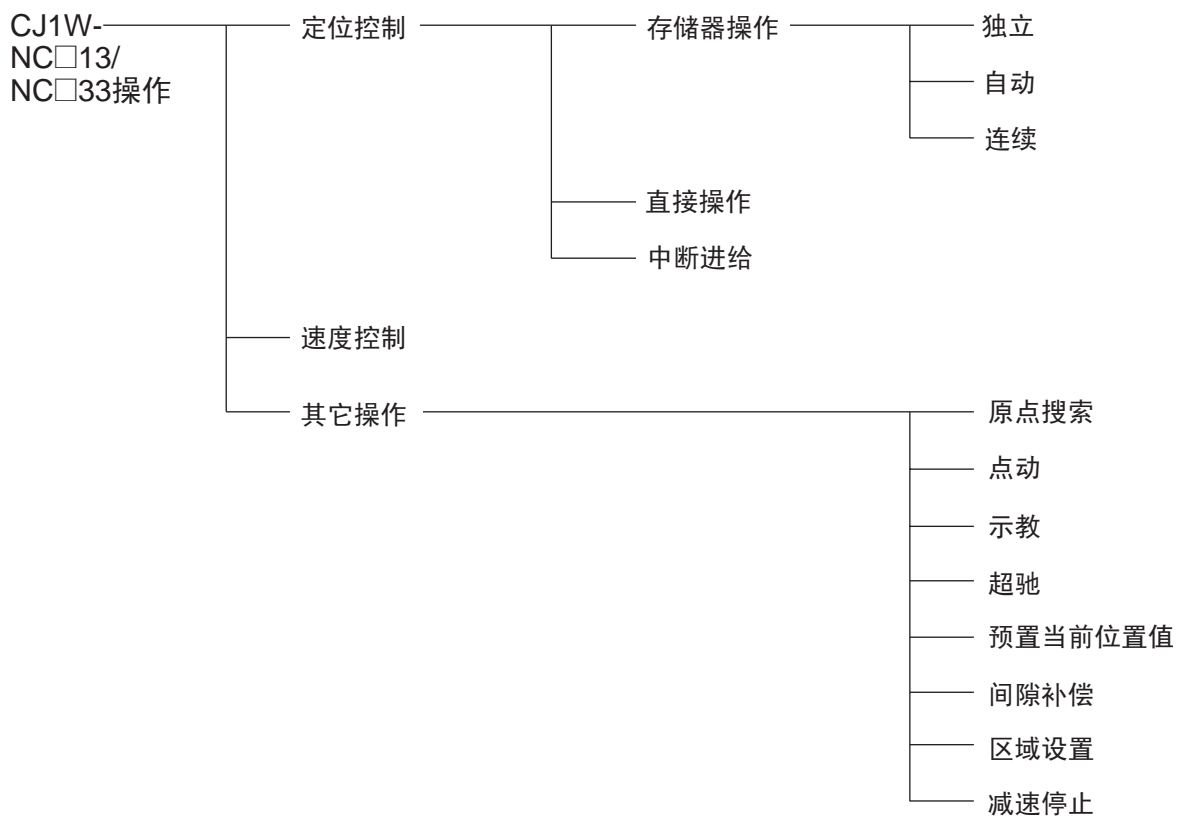 CJ1W-
NC□13/
NC□33操作
定位控制
存储器操作
独立
自动
连续
直接操作
中断进给
速度控制
其它操作
原点搜索
点动
示教
超驰
预置当前位置值
间隙补偿
区域设置
减速停止